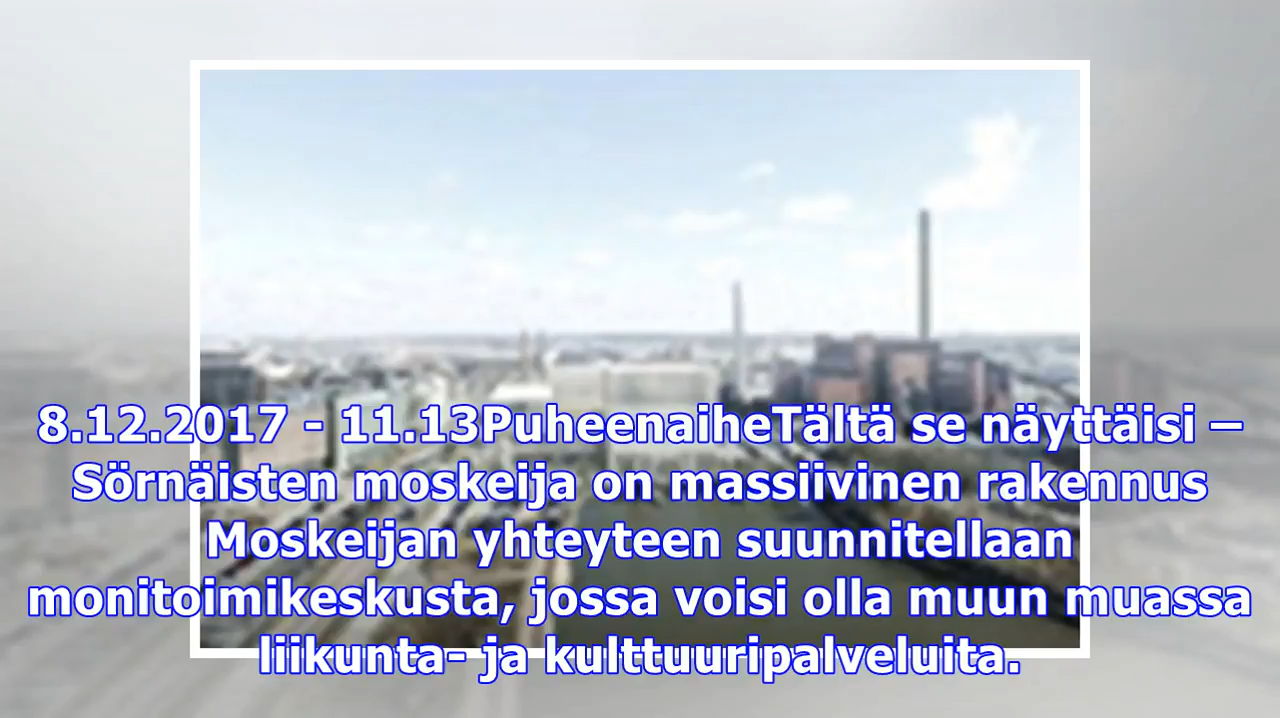 8.12.2017 - 11.13PuheenaiheTältä se näyttäisi –
Sörnäisten moskeija on massiivinen rakennus
Moskeijan yhteyteen suunnitellaan
monitoimikeskusta, jossa voisi olla muun muassa
liikunta- ja kulttuuripalveluita.